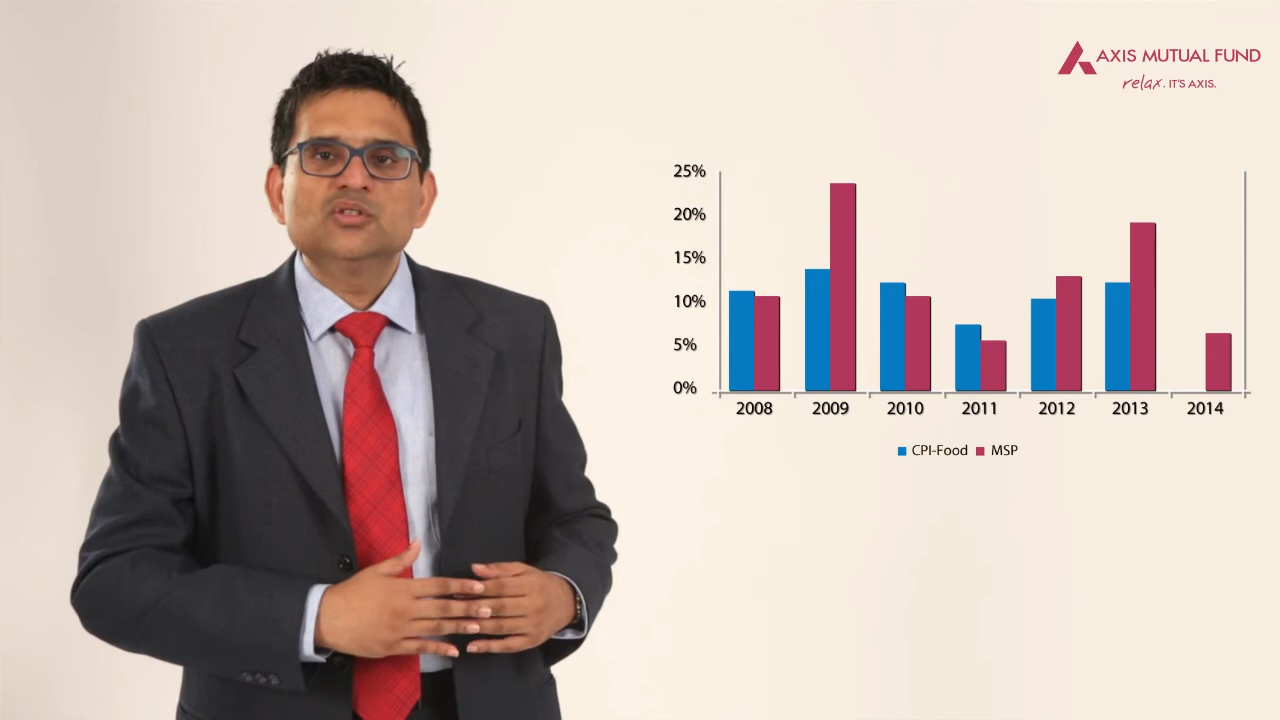 AXIS MUTUAL FUND
relax. IT'S AXIS.
25%
20%
15%
10%
5%
0%
2008 2009 2010 2011 2012 2013 2014
CPI-Food MSP